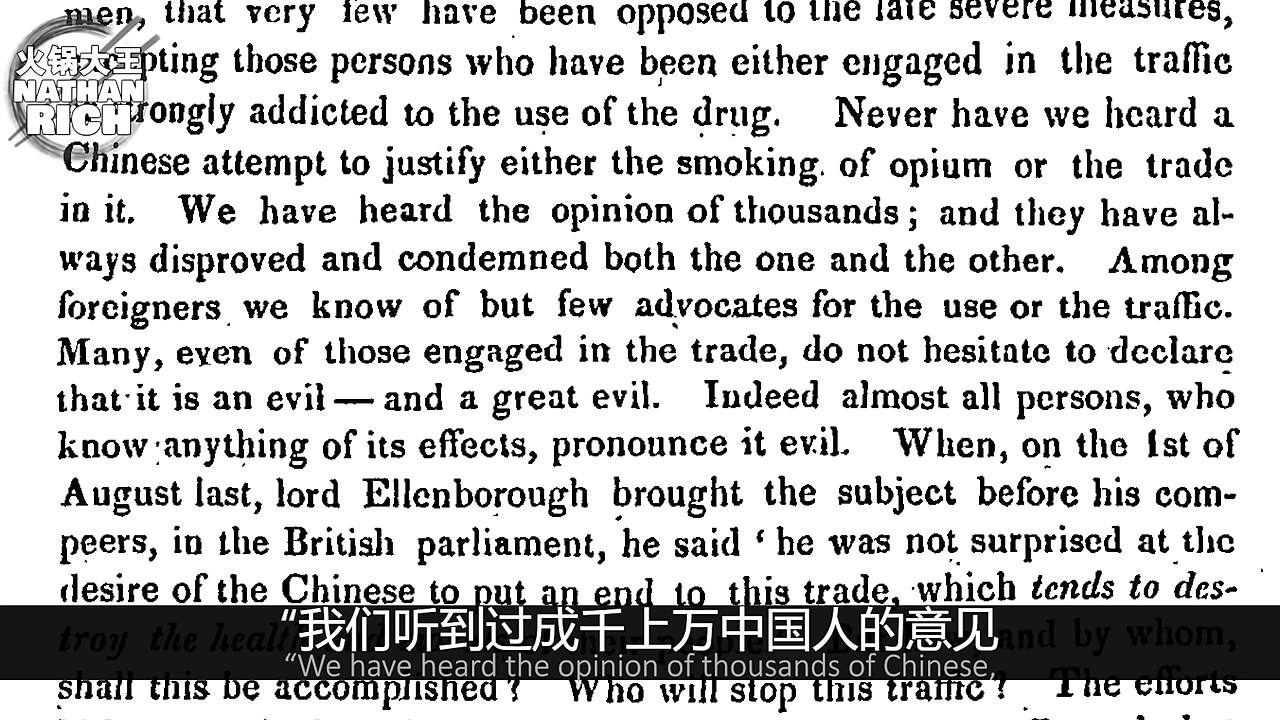 men, that very few have been opposed to the late severe measures,
火锅大王
NATHAN
RICH
pting those persons who have been either engaged in the traffic
rongly addicted to the use of the drug. Never have we heard a
Chinese attempt to justify either the smoking of opium or the trade
in it. We have heard the opinion of thousands; and they have al-
ways disproved and condemned both the one and the other. Among
foreigners we know of but few advocates for the use or the traffic.
Many, even of those engaged in the trade, do not hesitate to declare
that it is an evil — and a great evil. Indeed almost all persons, who
know anything of its effects, pronounce it evil. When, on the 1st of
August last, lord Ellenborough brought the subject before his com-
peers, in the British parliament, he said ‘ he was not surprised at the
desire of the Chinese to put an end to this trade, which tends to des-
troy the health and by whom,
“我们听到过成千上万中国人的意见
“We have heard the opinion of thousands of Chinese,
shall this be accomplished? Who will stop this traffic? The efforts